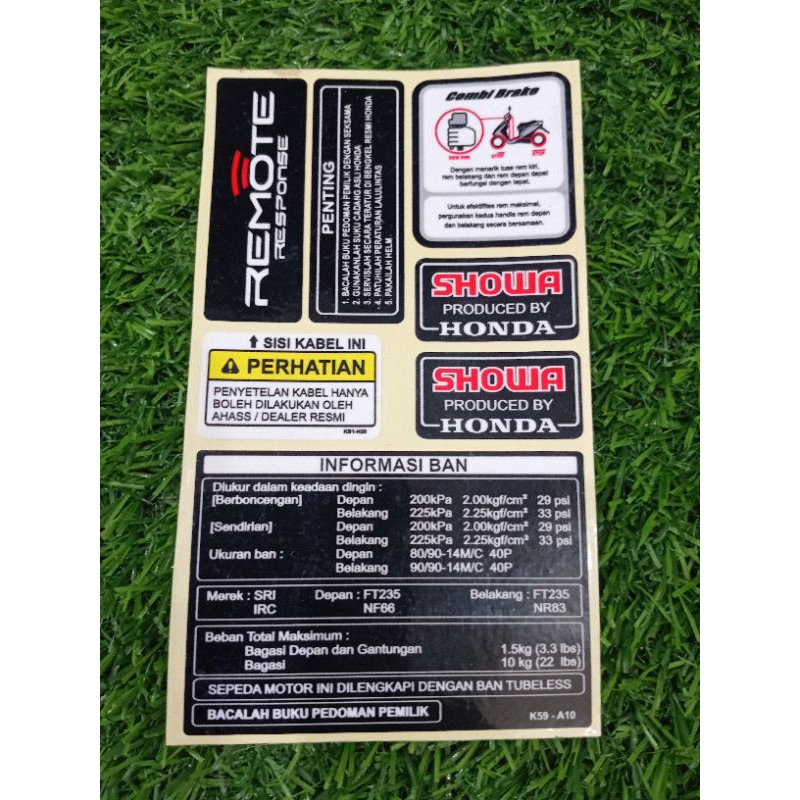 REMOTE
RESPONSE
PENTING
1. BACALAH BUKU PEDOMAN PEMILIK DENGAN SEKSAMA
2. GUNAKANLAH SUKU CADANG ASLI HONDA
3. SERVISLAH SECARA TERATUR DI BENGKEL RESMI HONDA
4. PATUHILAH PERATURAN LALULINTAS
5. PAKAILAH HELM
Combi Brake
Dengan menarik tuas rem kiri,
rem belakang dan rem depan dapat
berfungsi dengan tepat.
Untuk efektifitas rem maksimal,
pergunakan kedua handle rem depan
dan belakang secara bersamaan.
SHOWA
PRODUCED BY
HONDA
SHOWA
PRODUCED BY
HONDA
SISI KABEL INI
PERHATIAN
PENYETELAN KABEL HANYA
BOLEH DILAKUKAN OLEH
AHASS / DEALER RESMI
INFORMASI BAN
Diukur dalam keadaan dingin :
[Berboncengan] Depan 200kPa 2.00kgf/cm² 29 psi
Belakang 225kPa 2.25kgf/cm² 33 psi
[Sendirian] Depan 200kPa 2.00kgf/cm² 29 psi
Belakang 225kPa 2.25kgf/cm² 33 psi
Ukuran ban : Depan 80/90-14M/C 40P
Belakang 90/90-14M/C 40P
Merek : SRI Depan : FT235 Belakang : FT235
IRC NF66 NR83
Beban Total Maksimum :
Bagasi Depan dan Gantungan 1.5kg (3.3 lbs)
Bagasi 10 kg (22 lbs)
SEPEDA MOTOR INI DILENGKAPI DENGAN BAN TUBELESS
BACALAH BUKU PEDOMAN PEMILIK K59 - A10